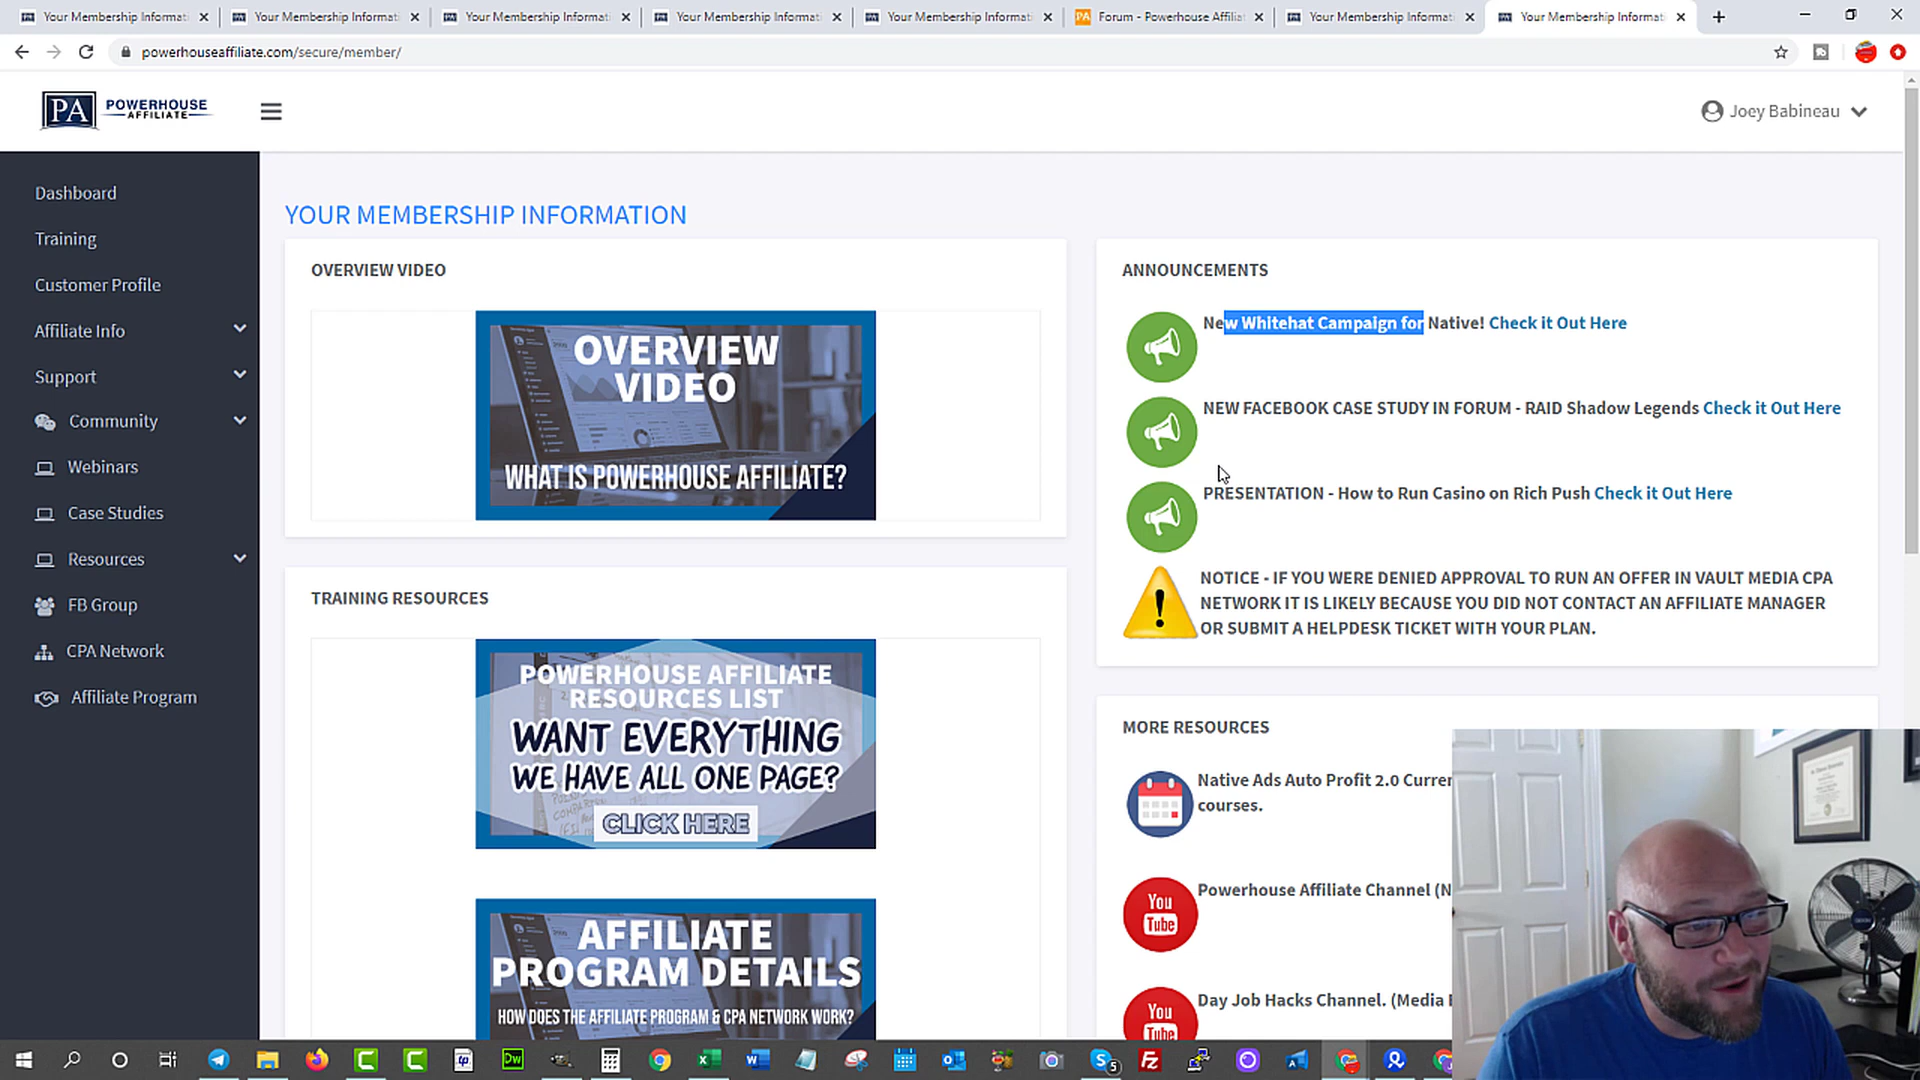 Your Membership Informati
Your Membership Informati
Your Membership Informati
Your Membership Informati
Your Membership Informati
Forum - Powerhouse Affiliat
Your Membership Informati
Your Membership Informati
powerhouseaffiliate.com/secure/member/
PA POWERHOUSE
AFFILIATE
Joey Babineau
Dashboard
Training
Customer Profile
Affiliate Info
Support
Community
Webinars
Case Studies
Resources
FB Group
CPA Network
Affiliate Program
YOUR MEMBERSHIP INFORMATION
OVERVIEW VIDEO
OVERVIEW
VIDEO
WHAT IS POWERHOUSE AFFILIATE?
TRAINING RESOURCES
POWERHOUSE AFFILIATE
RESOURCES LIST
WANT EVERYTHING
WE HAVE ALL ONE PAGE?
CLICK HERE
AFFILIATE
PROGRAM DETAILS
HOW DOES THE AFFILIATE PROGRAM & CPA NETWORK WORK?
ANNOUNCEMENTS
New Whitehat Campaign for Native! Check it Out Here
NEW FACEBOOK CASE STUDY IN FORUM - RAID Shadow Legends Check it Out Here
PRESENTATION - How to Run Casino on Rich Push Check it Out Here
NOTICE - IF YOU WERE DENIED APPROVAL TO RUN AN OFFER IN VAULT MEDIA CPA
NETWORK IT IS LIKELY BECAUSE YOU DID NOT CONTACT AN AFFILIATE MANAGER
OR SUBMIT A HELPDESK TICKET WITH YOUR PLAN.
MORE RESOURCES
Native Ads Auto Profit 2.0 Curren
courses.
You
Tube
Powerhouse Affiliate Channel (N
You
Tube
Day Job Hacks Channel. (Media